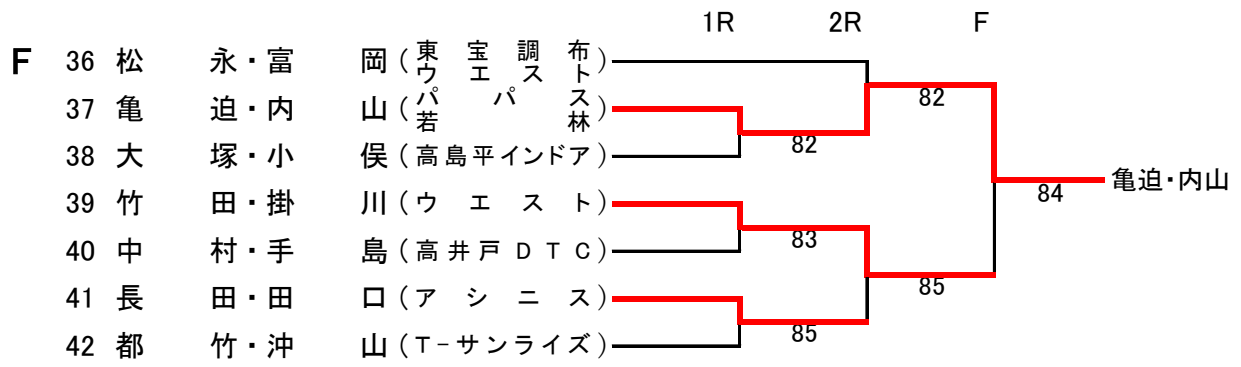 1R 2R F
F 36 松永・富岡(東宝調布ウエスト)
37 亀迫・内山(パパス若林)
38 大塚・小俣(高島平インドア)
39 竹田・掛川(ウエスト)
40 中村・手島(高井戸DTC)
41 長田・田口(アシニス)
42 都竹・沖山(T-サンライズ)
82
82
83
85
85
84
亀迫・内山